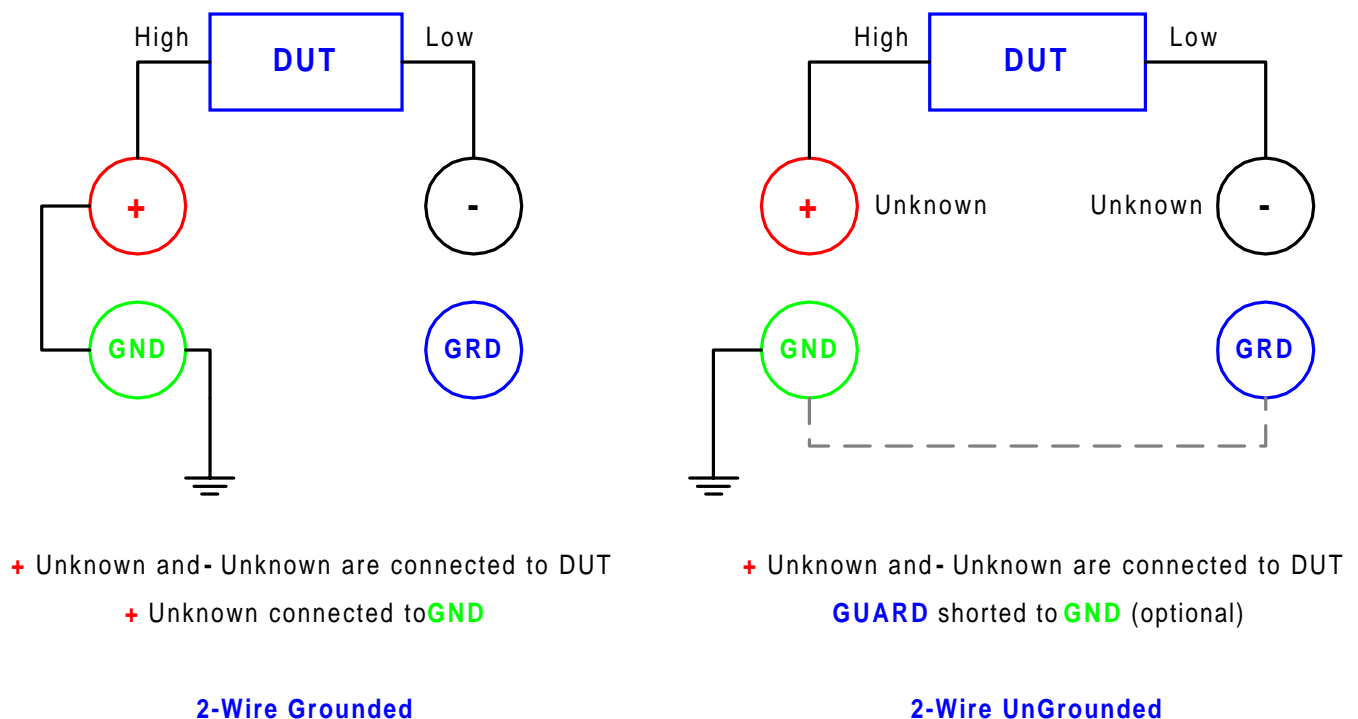 High DUT Low
+ -
GND GRD
+ Unknown and - Unknown are connected to DUT
+ Unknown connected to GND
2-Wire Grounded
High DUT Low
+ Unknown Unknown -
GND GRD
+ Unknown and - Unknown are connected to DUT
GUARD shorted to GND (optional)
2-Wire UnGrounded